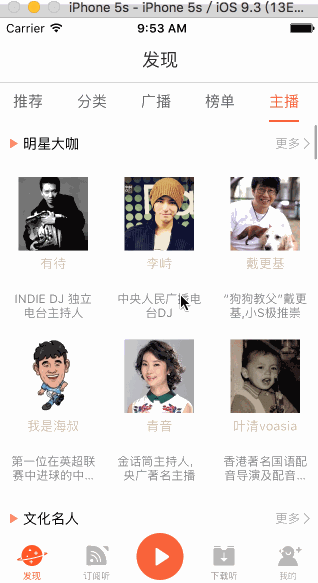 iPhone 5s - iPhone 5s / iOS 9.3 (13E...
Carrier 9:53 AM
发现
推荐 分类 广播 榜单 主播
明星大咖 更多
有待 李峙 戴更基
INDIE DJ 独立 中央人民广播电 “狗狗教父”戴更
电台主持人 台DJ 基,小S极推崇
我是海叔 青音 叶清voasia
第一位在英超联 金话筒主持人, 香港著名国语配
赛中进球的中... 央广著名主播 音导演及配音...
文化名人 更多
发现 订阅听 下载听 我的